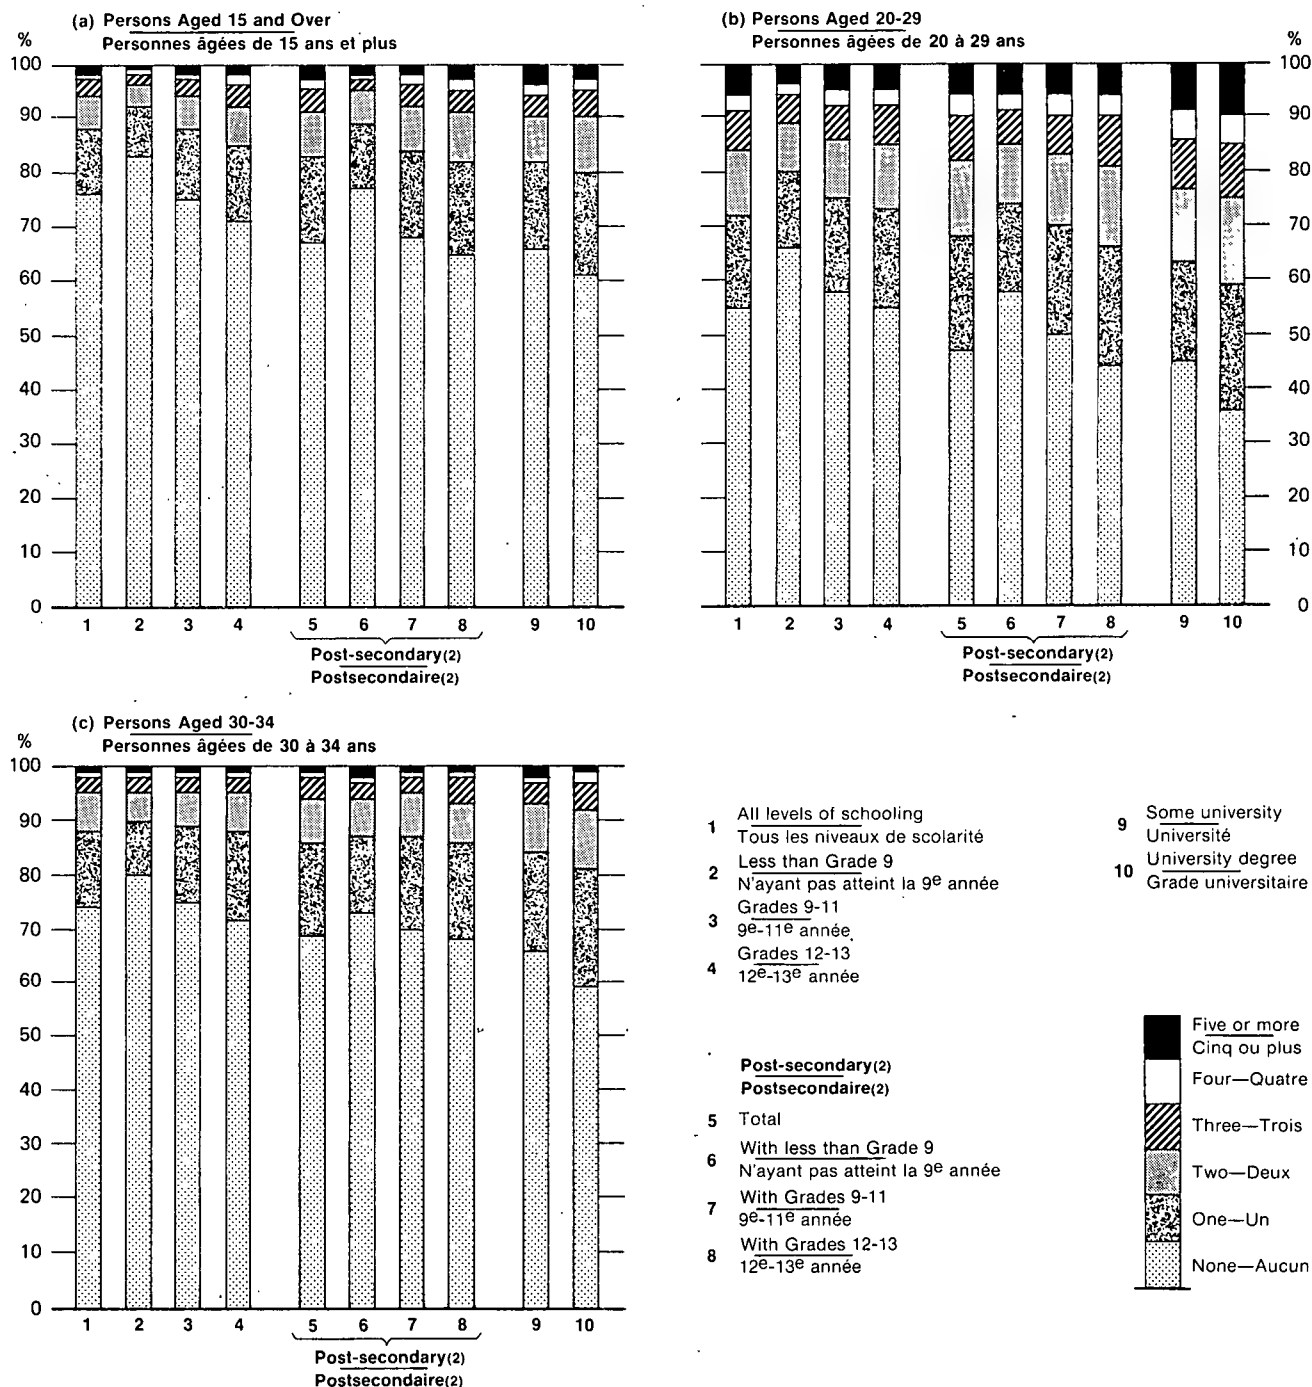 (a) Persons Aged 15 and Over
Personnes âgées de 15 ans et plus
%
100
90
80
70
60
50
40
30
20
10
0
1 2 3 4 5 6 7 8 9 10
Post-secondary(2)
Postsecondaire(2)
(b) Persons Aged 20-29
Personnes âgées de 20 à 29 ans
%
100
90
80
70
60
50
40
30
20
10
0
1 2 3 4 5 6 7 8 9 10
Post-secondary(2)
Postsecondaire(2)
(c) Persons Aged 30-34
Personnes âgées de 30 à 34 ans
%
100
90
80
70
60
50
40
30
20
10
0
1 2 3 4 5 6 7 8 9 10
Post-secondary(2)
Postsecondaire(2)
1 All levels of schooling
Tous les niveaux de scolarité
2 Less than Grade 9
N'ayant pas atteint la 9e année
3 Grades 9-11
9e-11e année
4 Grades 12-13
12e-13e année
Post-secondary(2)
Postsecondaire(2)
5 Total
6 With less than Grade 9
N'ayant pas atteint la 9e année
7 With Grades 9-11
9e-11e année
8 With Grades 12-13
12e-13e année
9 Some university
Université
10 University degree
Grade universitaire
Five or more
Cinq ou plus
Four—Quatre
Three—Trois
Two—Deux
One—Un
None—Aucun